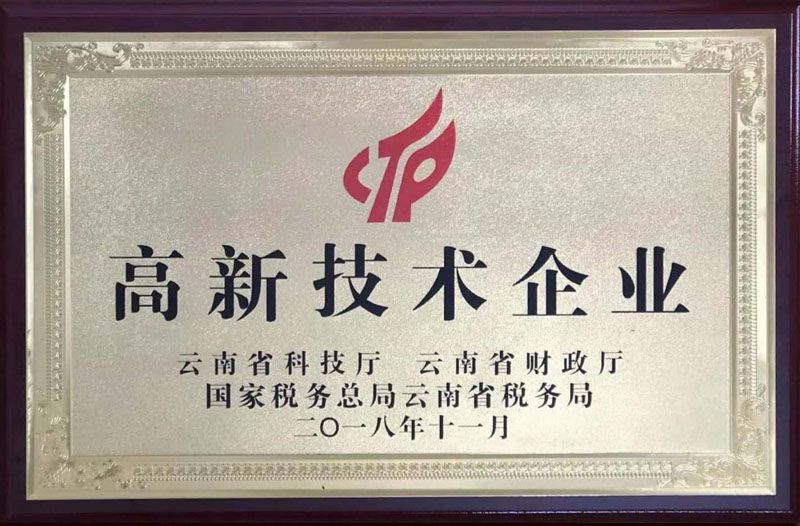 CTP
高新技术企业
云南省科技厅 云南省财政厅
国家税务总局云南省税务局
二〇一八年十一月